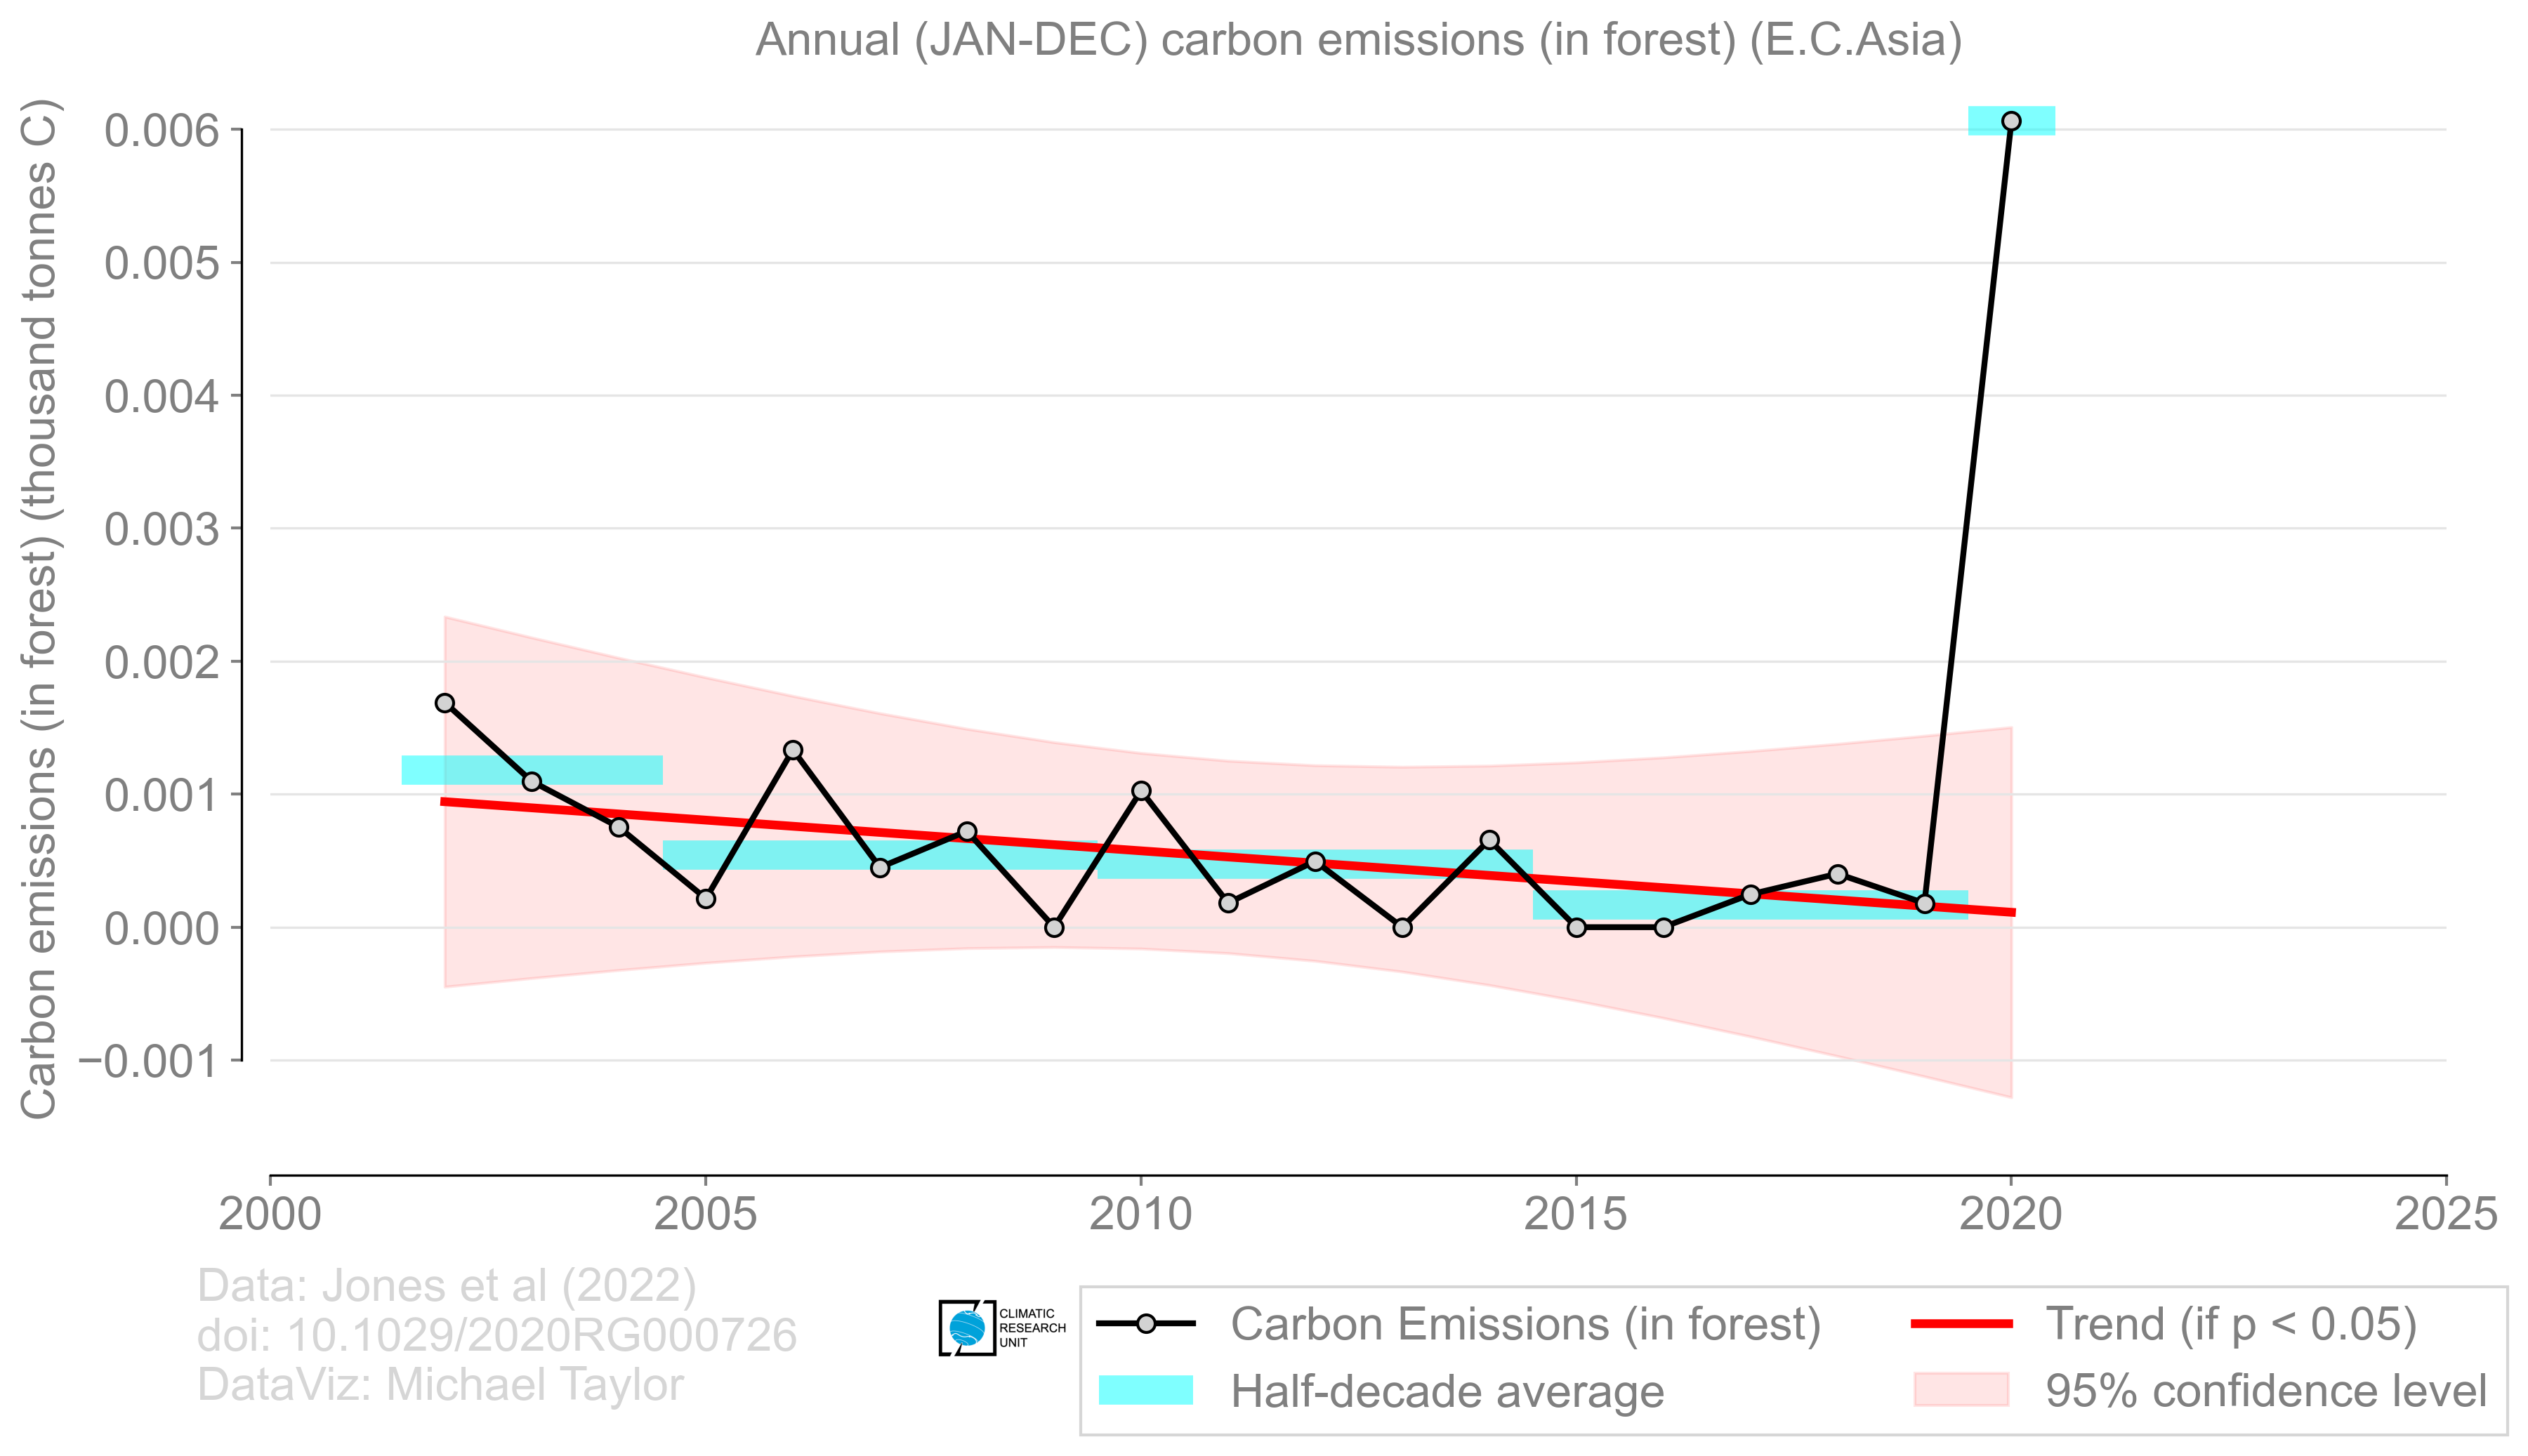 Annual (JAN-DEC) carbon emissions (in forest) (E.C.Asia)
Carbon emissions (in forest) (thousand tonnes C)
0.006
0.005
0.004
0.003
0.002
0.001
0.000
−0.001
2000
2005
2010
2015
2020
2025
Data: Jones et al (2022)
doi: 10.1029/2020RG000726
DataViz: Michael Taylor
CLIMATIC
RESEARCH
UNIT
Carbon Emissions (in forest)
Half-decade average
Trend (if p < 0.05)
95% confidence level